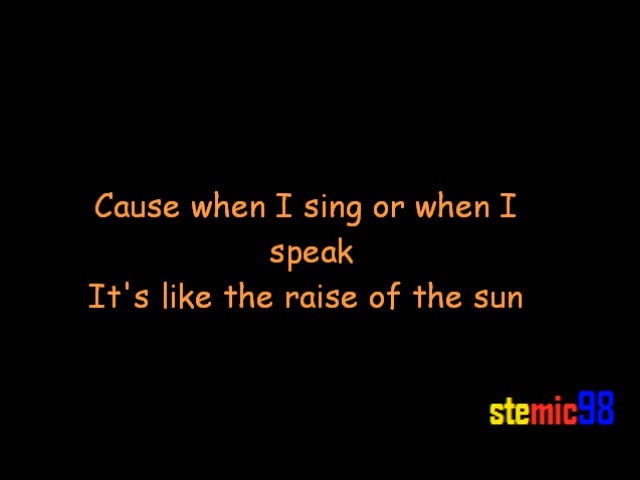 Cause when I sing or when I
speak
It's like the raise of the sun
stemic98